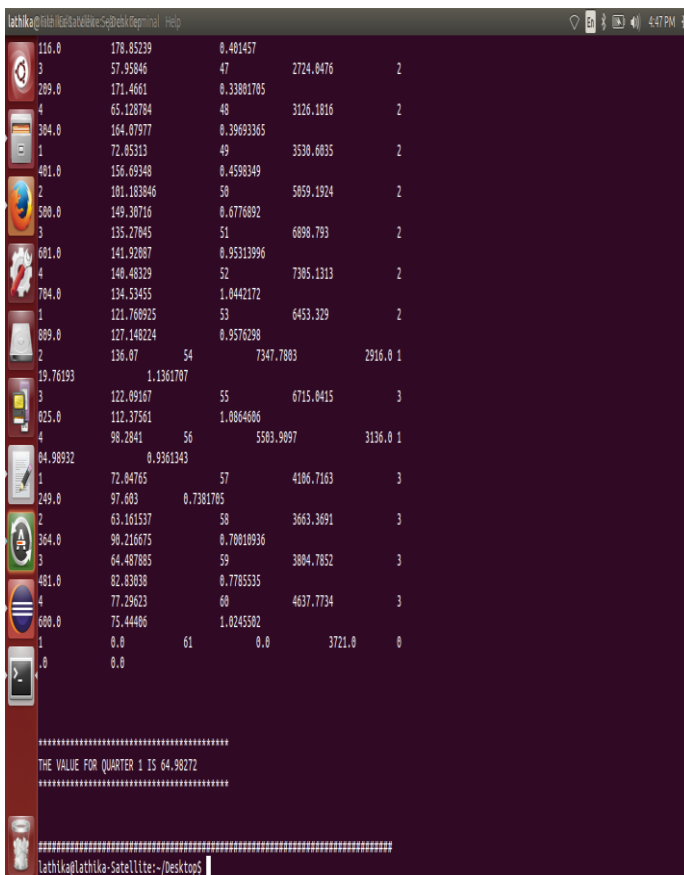 4:47 PM
116.0 178.85239 0.401457
3 57.95846 47 2724.0476 2
209.0 171.4661 0.33801705
4 65.128784 48 3126.1816 2
304.0 164.07977 0.39693365
1 72.05313 49 3530.6035 2
401.0 156.69348 0.4598349
2 101.183846 50 5059.1924 2
500.0 149.30716 0.6776892
3 135.27045 51 6898.793 2
601.0 141.92087 0.95313996
4 140.48329 52 7305.1313 2
704.0 134.53455 1.0442172
1 121.760925 53 6453.329 2
809.0 127.148224 0.9576298
2 136.07 54 7347.7803 2916.0 1
19.76193 1.1361707
3 122.09167 55 6715.0415 3
025.0 112.37561 1.0864606
4 98.2841 56 5503.9097 3136.0 1
04.98932 0.9361343
1 72.04765 57 4106.7163 3
249.0 97.603 0.7381705
2 63.161537 58 3663.3691 3
364.0 90.216675 0.70010936
3 64.487885 59 3804.7852 3
481.0 82.83038 0.7785535
4 77.29623 60 4637.7734 3
600.0 75.44406 1.0245502
1 0.0 61 0.0 3721.0 0
.0 0.0
THE VALUE FOR QUARTER 1 IS 64.98272
lathika@lathika-Satellite:~/Desktop$